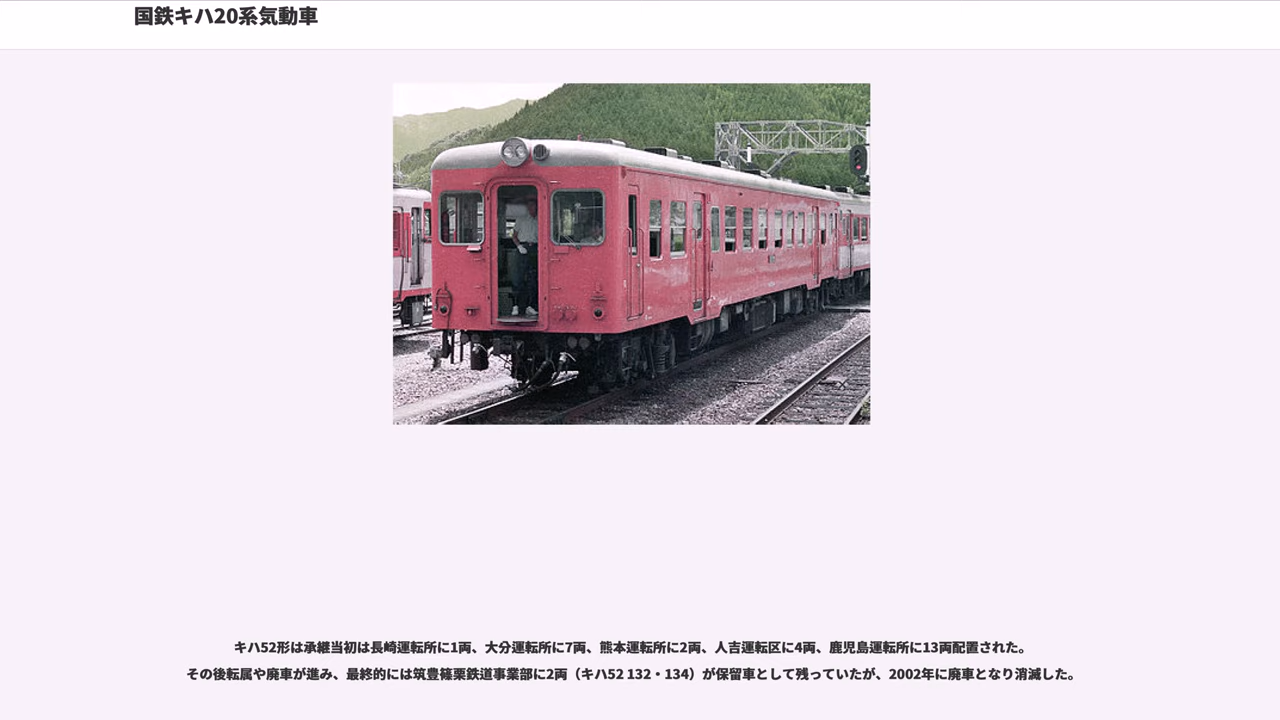 国鉄キハ20系気動車
キハ52形は承継当初は長崎運転所に1両、大分運転所に7両、熊本運転所に2両、人吉運転区に4両、鹿児島運転所に13両配置された。
その後転属や廃車が進み、最終的には筑豊篠栗鉄道事業部に2両（キハ52 132・134）が保留車として残っていたが、2002年に廃車となり消滅した。